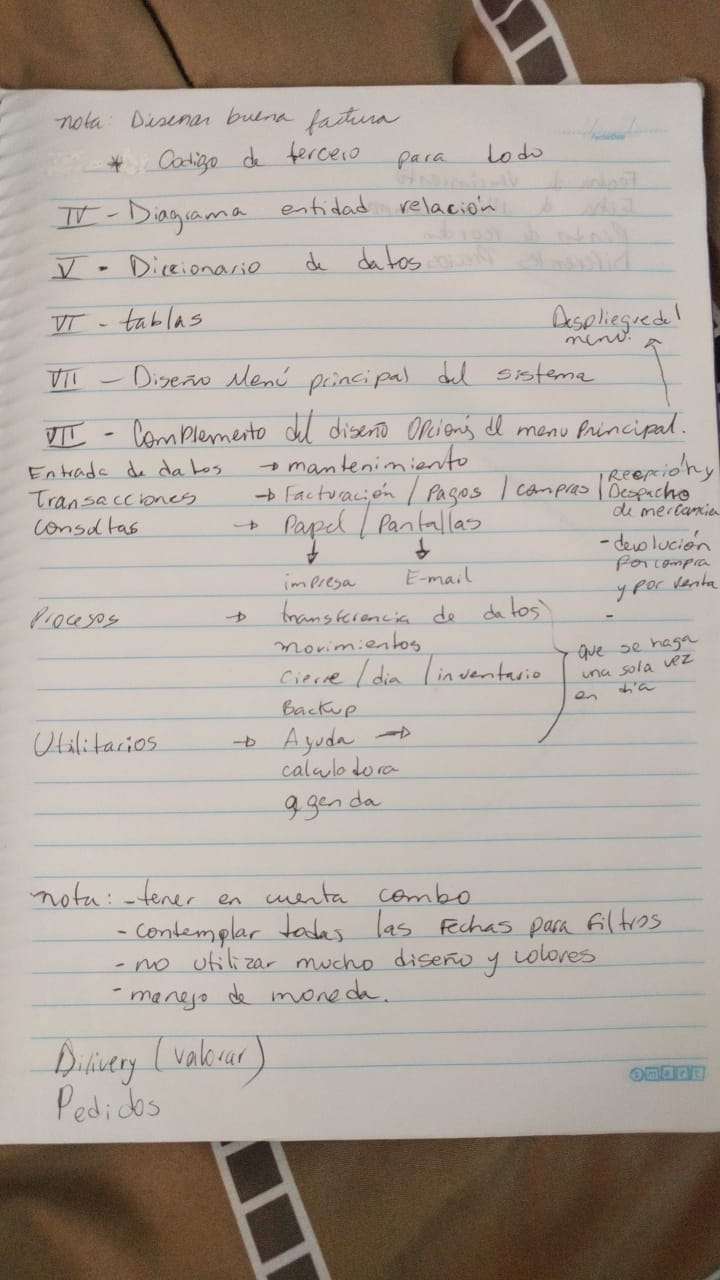 nota: Diseñar buena factura
* Codigo de tercero para todo
IV - Diagrama entidad relación
V - Diccionario de datos
VI - tablas
Despliegue del
menu.
VII - Diseño Menú principal del sistema
VII - Complemento del diseño Opcions del menu Principal.
Entrada de datos → mantenimiento
Transacciones → Facturación / Pagos / compras /
Recepción y
Despacho
de mercancia
- devolución
por compra
y por venta
-
Consultas → Papel / Pantallas
impresa E-mail
Procesos → transferencia de datos
movimientos
cierre / dia / inventario
Backup
que se haga
una sola vez
en dia
Utilitarios → Ayuda →
calculadora
agenda
nota: - tener en cuenta combo
- contemplar todas las Fechas para Filtros
- no utilizar mucho diseño y colores
- manejo de moneda.
Dilivery (valorar)
Pedidos
smart